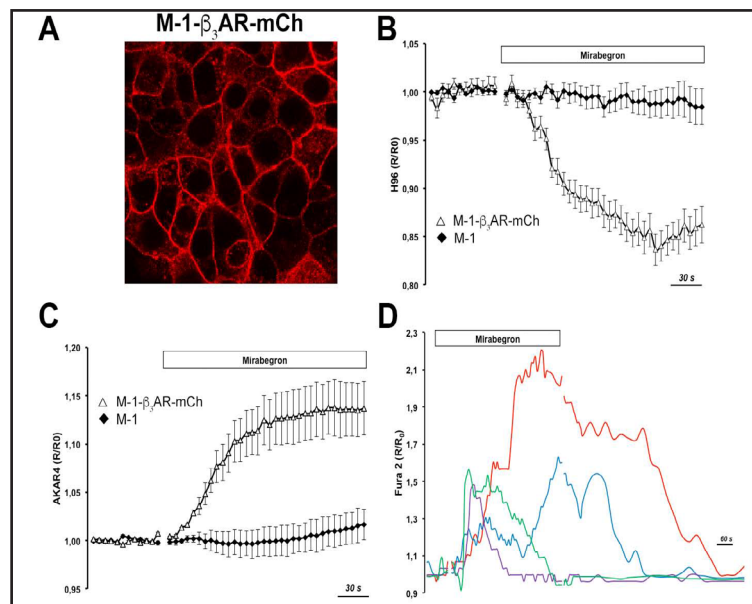 A
M-1-β₃AR-mCh
B
Mirabegron
1,05
1,00
0,95
0,90
0,85
0,80
H96 (R/R0)
M-1-β₃AR-mCh
M-1
30 s
C
Mirabegron
1,20
1,15
1,10
1,05
1,00
0,95
AKAR4 (R/R0)
M-1-β₃AR-mCh
M-1
30 s
D
Mirabegron
2,3
2,1
1,9
1,7
1,5
1,3
1,1
0,9
Fura 2 (R/R₀)
60 s